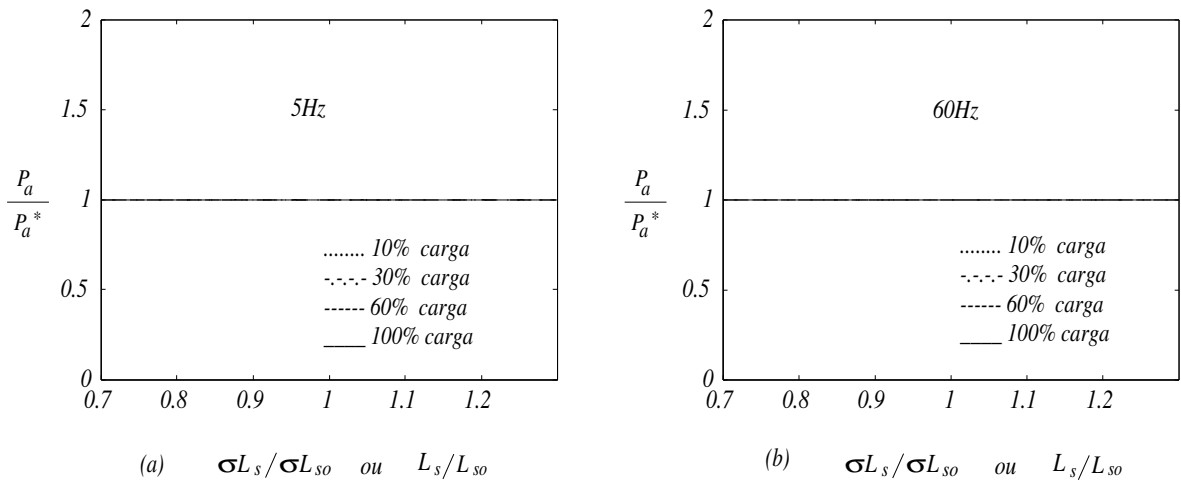 2
1.5
5Hz
P_a
P_a*
1
........ 10% carga
-.-.-.- 30% carga
------ 60% carga
____ 100% carga
0.5
0
0.7 0.8 0.9 1 1.1 1.2
(a) σL_s/σL_so ou L_s/L_so
2
1.5
60Hz
P_a
P_a*
1
........ 10% carga
-.-.-.- 30% carga
------ 60% carga
____ 100% carga
0.5
0
0.7 0.8 0.9 1 1.1 1.2
(b) σL_s/σL_so ou L_s/L_so